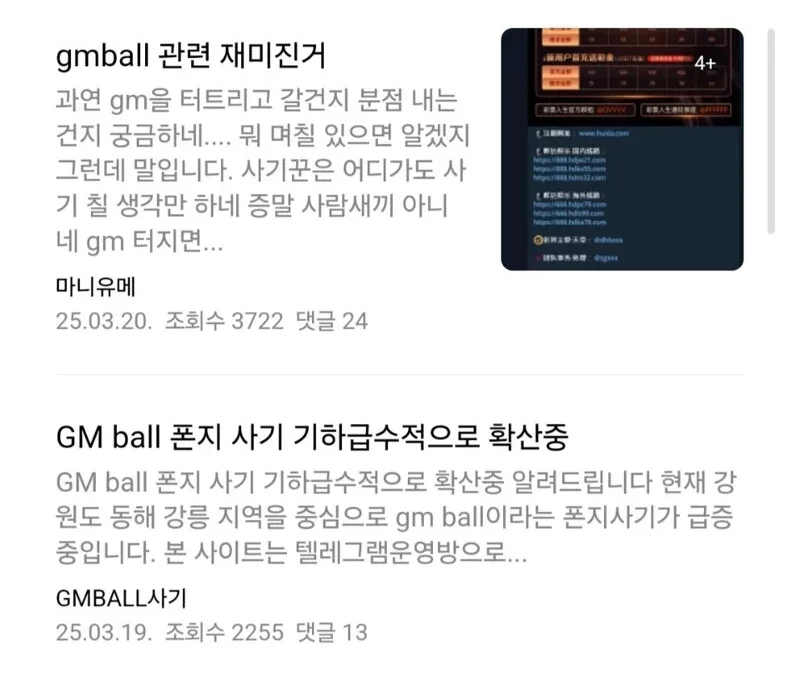 gmball 관련 재미진거
과연 gm을 터트리고 갈건지 분점 내는
건지 궁금하네.... 뭐 며칠 있으면 알겠지
그런데 말입니다. 사기꾼은 어디가도 사
기 칠 생각만 하네 증말 사람새끼 아니
네 gm 터지면...
마니유메
25.03.20. 조회수 3722 댓글 24
4+
GM ball 폰지 사기 기하급수적으로 확산중
GM ball 폰지 사기 기하급수적으로 확산중 알려드립니다 현재 강
원도 동해 강릉 지역을 중심으로 gm ball이라는 폰지사기가 급증
중입니다. 본 사이트는 텔레그램운영방으로...
GMBALL사기
25.03.19. 조회수 2255 댓글 13